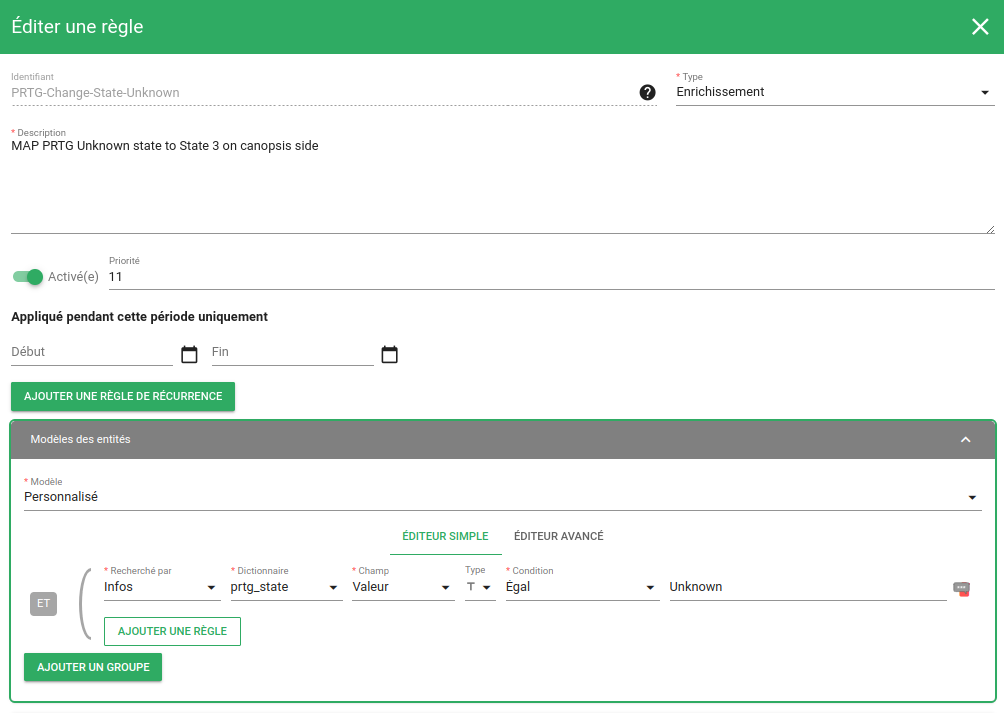 Éditer une règle
Identifiant
PRTG-Change-State-Unknown
* Type
Enrichissement
* Description
MAP PRTG Unknown state to State 3 on canopsis side
Activé(e)
Priorité
11
Appliqué pendant cette période uniquement
Début
Fin
AJOUTER UNE RÈGLE DE RÉCURRENCE
Modèles des entités
* Modèle
Personnalisé
ÉDITEUR SIMPLE ÉDITEUR AVANCÉ
ET
* Recherché par * Dictionnaire * Champ Type * Condition
Infos prtg_state Valeur T Égal Unknown
AJOUTER UNE RÈGLE
AJOUTER UN GROUPE